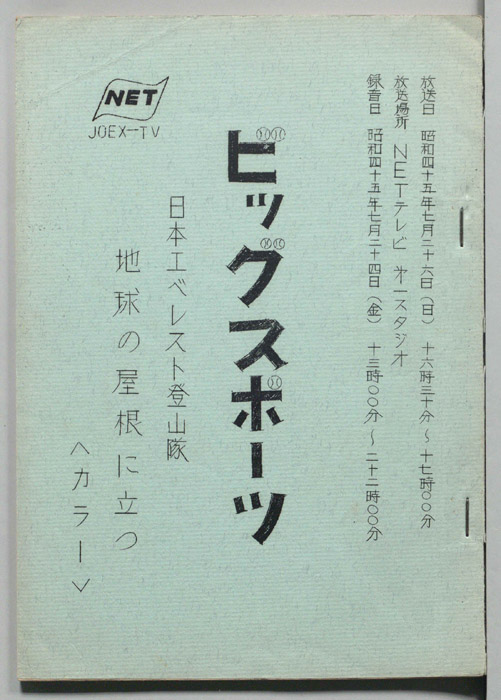 放送日 昭和四十五年七月二十六日(日) 十六時三十分〜十七時〇〇分
放送場所 NETテレビ 第一スタジオ
録音日 昭和四十五年七月二十四日(金) 十三時〇〇分〜二十二時〇〇分
ビッグスポーツ
日本エベレスト登山隊
地球の屋根に立つ
〈カラー〉
NET
JOEX-TV